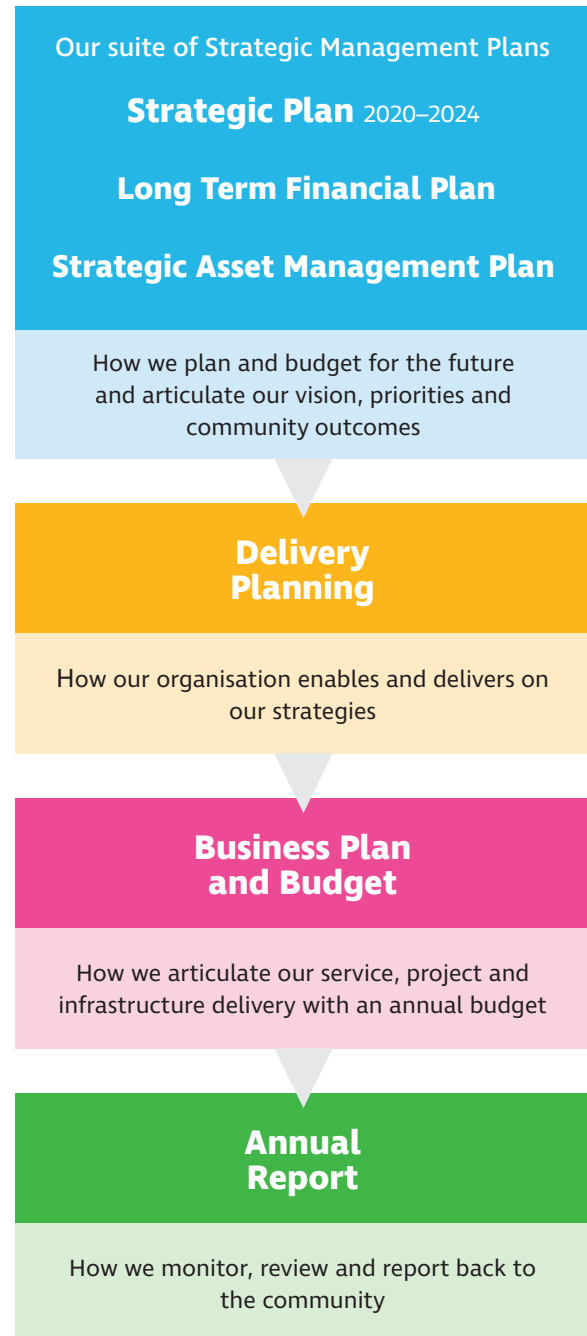 Our suite of Strategic Management Plans
Strategic Plan 2020–2024
Long Term Financial Plan
Strategic Asset Management Plan
How we plan and budget for the future
and articulate our vision, priorities and
community outcomes
Delivery
Planning
How our organisation enables and delivers on
our strategies
Business Plan
and Budget
How we articulate our service, project and
infrastructure delivery with an annual budget
Annual
Report
How we monitor, review and report back to
the community